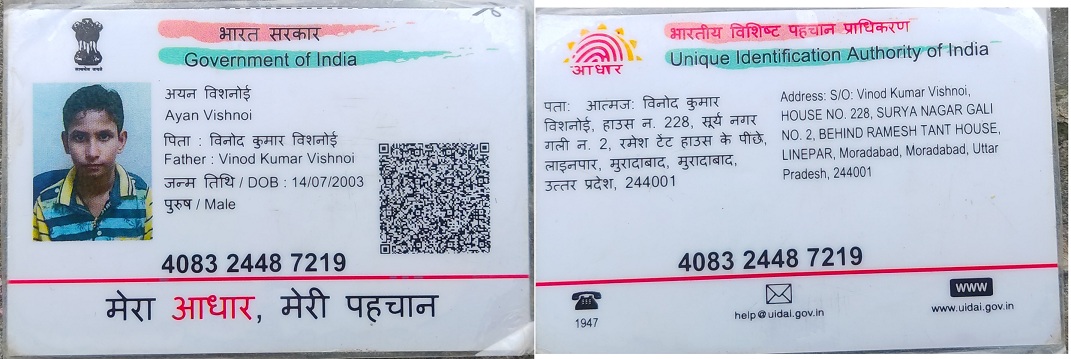 भारत सरकार
Government of India
अयन विशनोई
Ayan Vishnoi
पिता : विनोद कुमार विशनोई
Father : Vinod Kumar Vishnoi
जन्म तिथि / DOB : 14/07/2003
पुरुष / Male
4083 2448 7219
मेरा आधार, मेरी पहचान
आधार
भारतीय विशिष्ट पहचान प्राधिकरण
Unique Identification Authority of India
पता: आत्मज: विनोद कुमार
विशनोई, हाउस न. 228, सूर्य नगर
गली न. 2, रमेश टेंट हाउस के पीछे,
लाइनपार, मुरादाबाद, मुरादाबाद,
उत्तर प्रदेश, 244001
Address: S/O: Vinod Kumar Vishnoi,
HOUSE NO. 228, SURYA NAGAR GALI
NO. 2, BEHIND RAMESH TANT HOUSE,
LINEPAR, Moradabad, Moradabad, Uttar
Pradesh, 244001
4083 2448 7219
1947
help@uidai.gov.in
WWW
www.uidai.gov.in